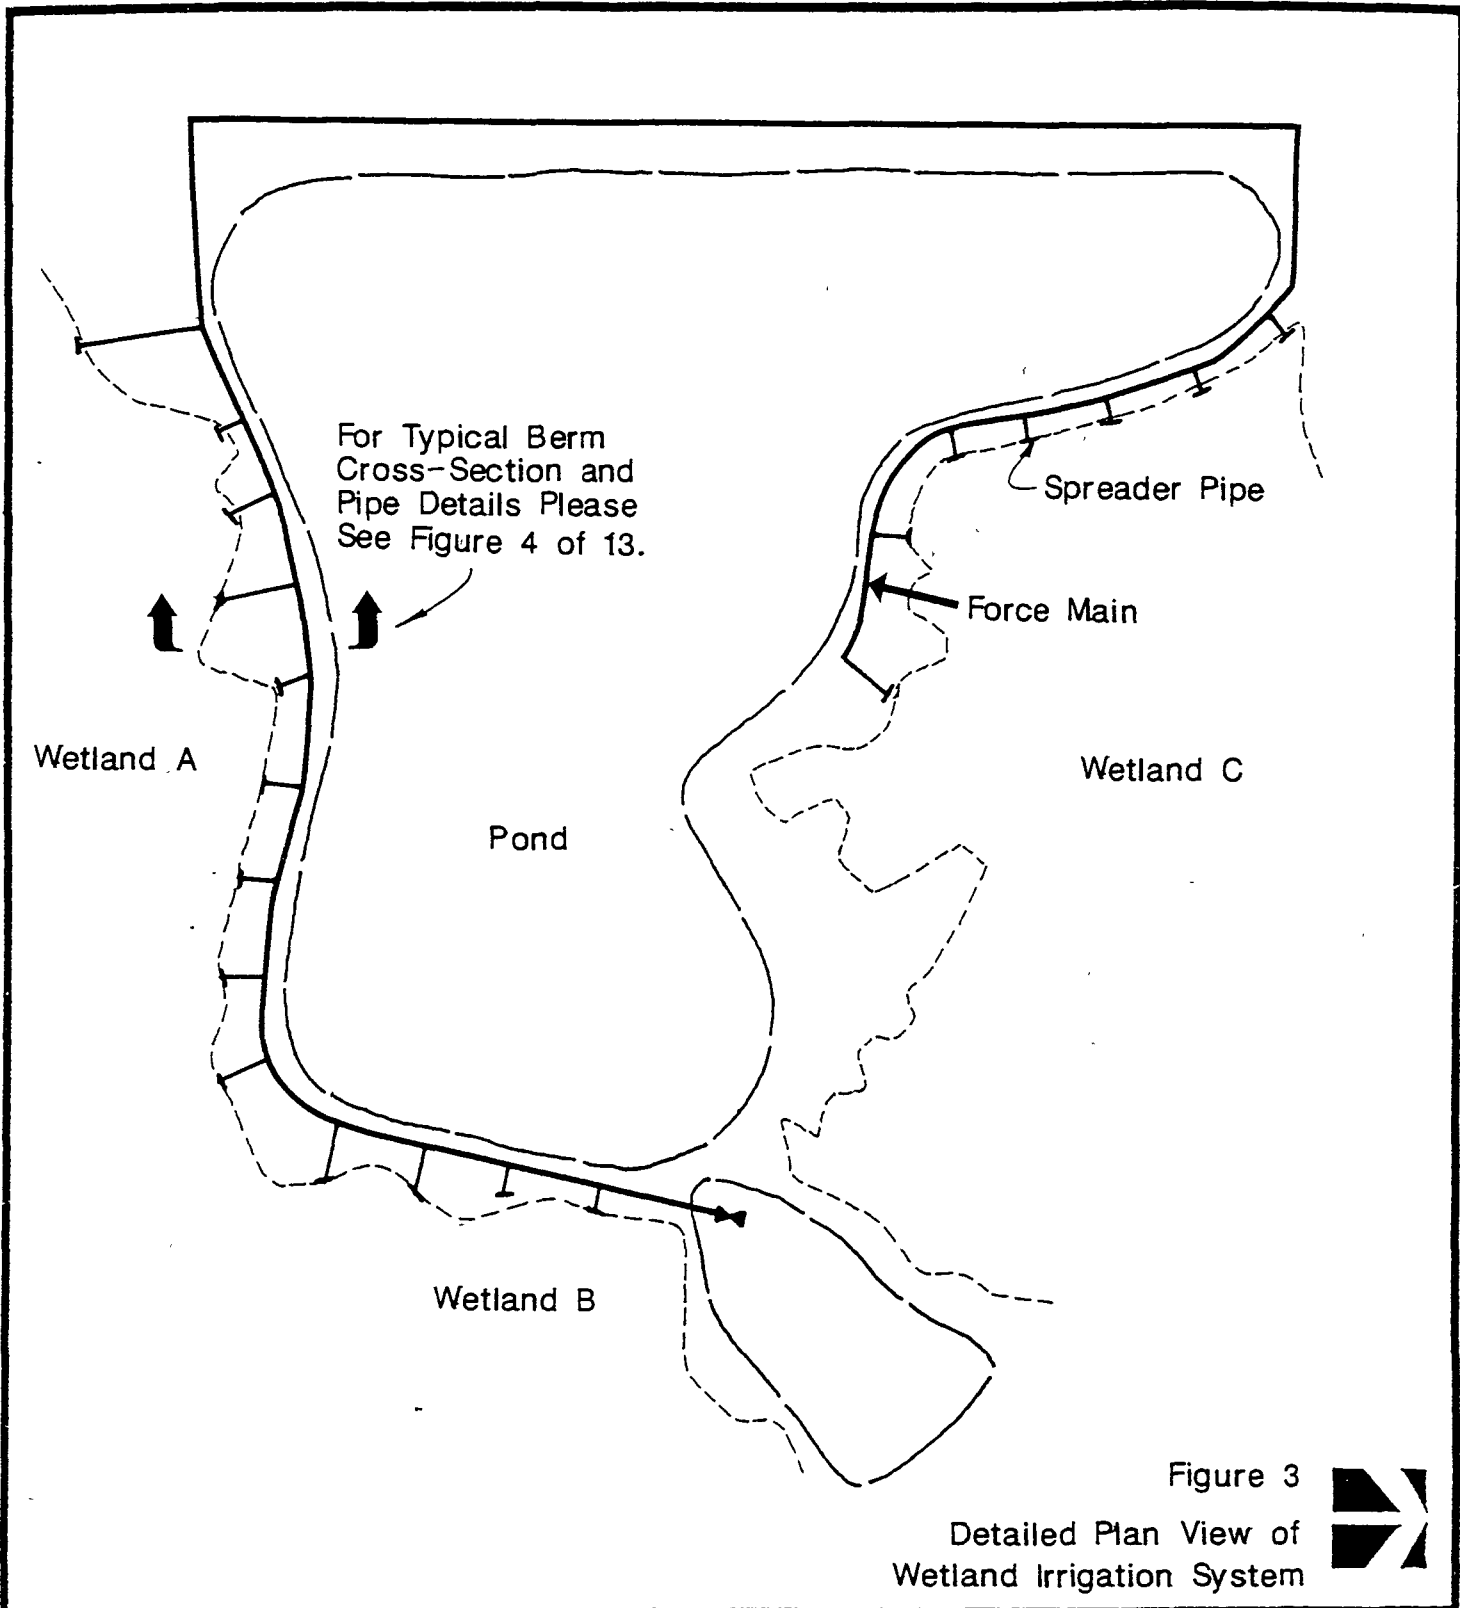 For Typical Berm
Cross-Section and
Pipe Details Please
See Figure 4 of 13.
Spreader Pipe
Force Main
Wetland A
Wetland C
Pond
Wetland B
Figure 3
Detailed Plan View of
Wetland Irrigation System